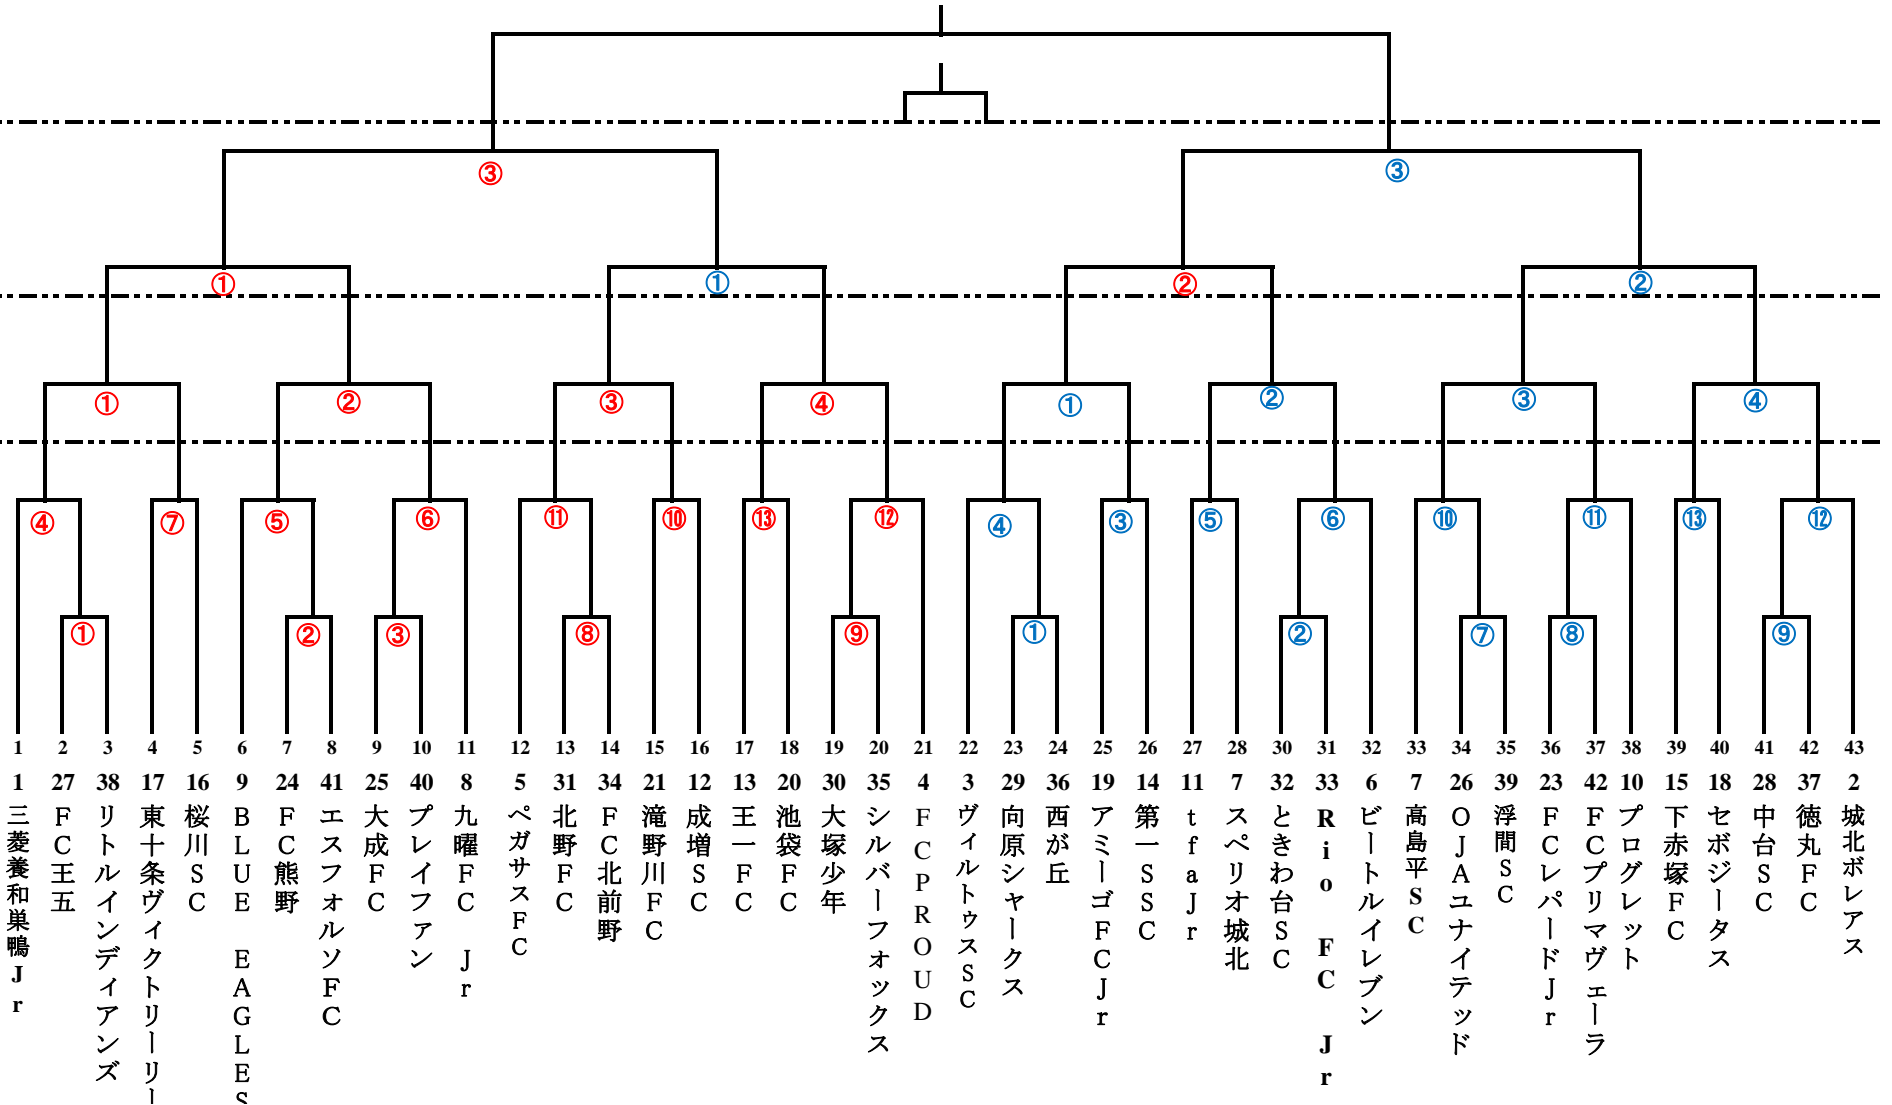 ③ ③
① ① ② ②
① ② ③ ④ ① ② ③ ④
④ ⑦ ⑤ ⑥ ⑪ ⑩ ⑬ ⑫ ④ ③ ⑤ ⑥ ⑩ ⑪ ⑬ ⑫
① ② ③ ⑧ ⑨ ① ② ⑦ ⑧ ⑨
1 2 3 4 5 6 7 8 9 10 11 12 13 14 15 16 17 18 19 20 21 22 23 24 25 26 27 28 30 31 32 33 34 35 36 37 38 39 40 41 42 43
1 27 38 17 16 9 24 41 25 40 8 5 31 34 21 12 13 20 30 35 4 3 29 36 19 14 11 7 32 33 6 7 26 39 23 42 10 15 18 28 37 2
三菱養和巣鴨Jr
FC王五
リトルインディアンズ
東十条ヴィクトリーリー
桜川SC
BLUE EAGLES
FC熊野
エスフォルソFC
大成FC
プレイファン
九曜FC Jr
ペガサスFC
北野FC
FC北前野
滝野川FC
成増SC
王一FC
池袋FC
大塚少年
シルバーフォックス
FCPROUD
ヴィルトゥスSC
向原シャークス
西が丘
アミーゴFCJr
第一SSC
tfaJr
スペリオ城北
ときわ台SC
Rio FC Jr
ビートルイレブン
高島平SC
OJAユナイテッド
浮間SC
FCレパードJr
FCプリマヴェーラ
プログレット
下赤塚FC
セボジータス
中台SC
徳丸FC
城北ボレアス